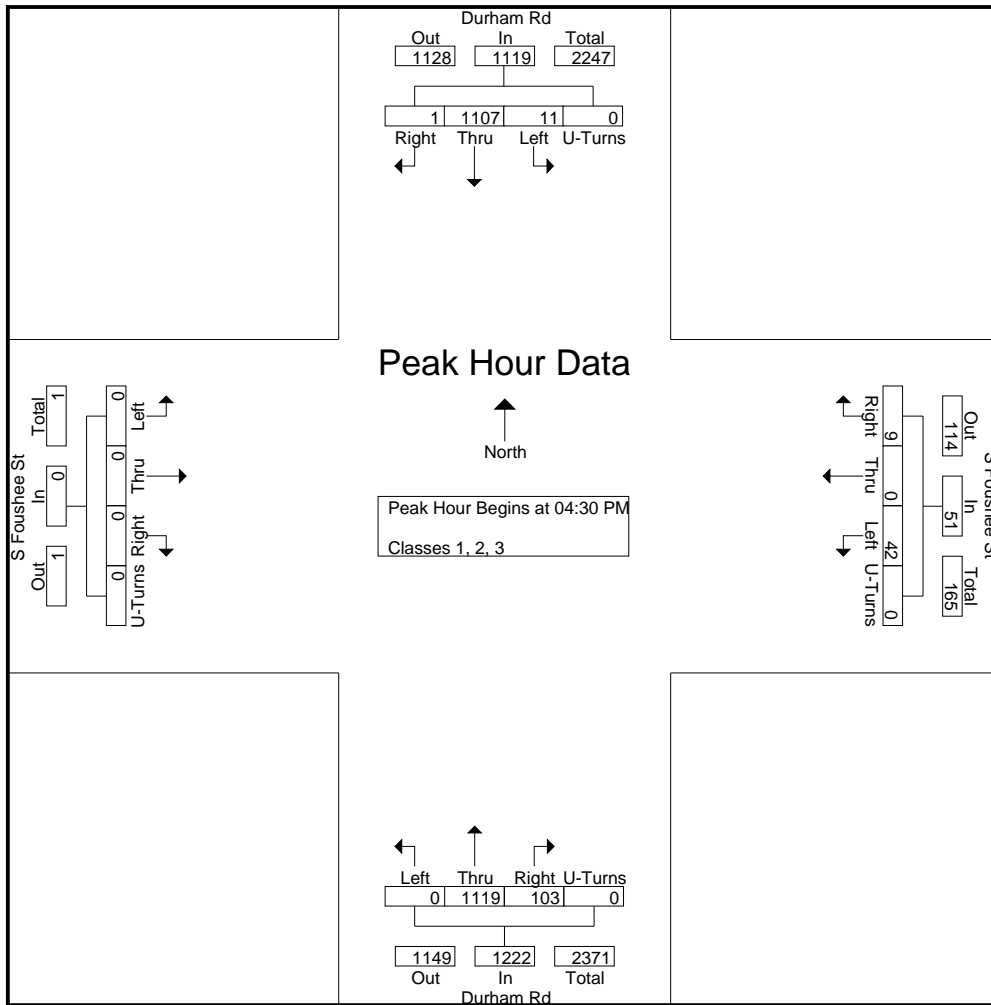 Durham Rd
Out In Total
1128 1119 2247
1 1107 11 0
Right Thru Left U-Turns
Peak Hour Data
North
Peak Hour Begins at 04:30 PM
Classes 1, 2, 3
S Foushee St
Out In Total
1 0 1
Left Thru Right U-Turns
0 0 0 0
S Foushee St
Out In Total
114 51 165
Right Thru Left U-Turns
9 0 42 0
Left Thru Right U-Turns
0 1119 103 0
1149 1222 2371
Out In Total
Durham Rd